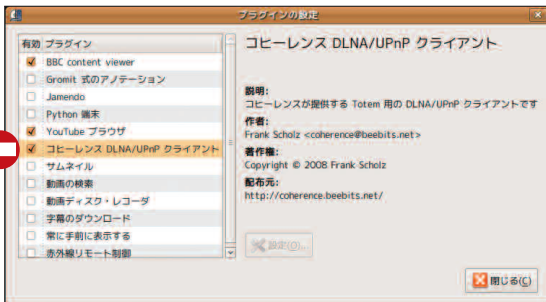 プラグインの設定
有効 プラグイン
BBC content viewer
Gromit 式のアノテーション
Jamendo
Python 端末
YouTube ブラウザ
コヒーレンス DLNA/UPnP クライアント
サムネイル
動画の検索
動画ディスク・レコーダ
字幕のダウンロード
常に手前に表示する
赤外線リモート制御
コヒーレンス DLNA/UPnP クライアント
説明:
コヒーレンスが提供する Totem 用の DLNA/UPnP クライアントです
作者:
Frank Scholz <coherence@beebits.net>
著作権:
Copyright © 2008 Frank Scholz
配布元:
http://coherence.beebits.net/
設定(O)...
閉じる(C)